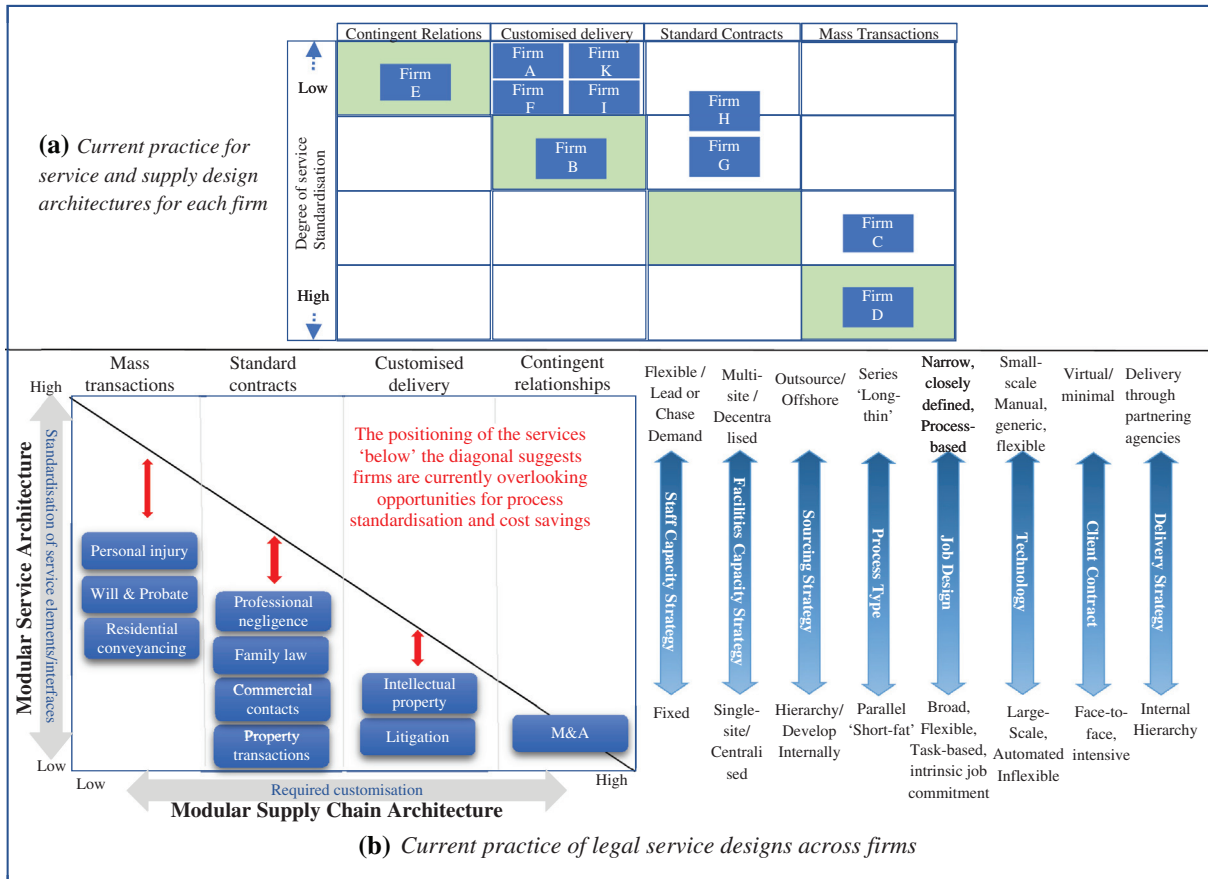 Contingent Relations
Customised delivery
Standard Contracts
Mass Transactions
Low
High
Degree of service
Standardisation
Firm
E
Firm
A
Firm
K
Firm
F
Firm
I
Firm
H
Firm
B
Firm
G
Firm
C
Firm
D
(a) Current practice for
service and supply design
architectures for each firm
Mass
transactions
Standard
contracts
Customised
delivery
Contingent
relationships
High
Low
Modular Service Architecture
Standardisation of service elements/interfaces
The positioning of the services
‘below’ the diagonal suggests
firms are currently overlooking
opportunities for process
standardisation and cost savings
Personal injury
Will & Probate
Residential
conveyancing
Professional
negligence
Family law
Commercial
contacts
Property
transactions
Intellectual
property
Litigation
M&A
Low
High
Required customisation
Modular Supply Chain Architecture
Flexible /
Lead or
Chase
Demand
Staff Capacity Strategy
Fixed
Multi-
site /
Decentra
lised
Facilities Capacity Strategy
Single-
site/
Centrali
sed
Outsource/
Offshore
Sourcing Strategy
Hierarchy/
Develop
Internally
Series
‘Long-
thin’
Process Type
Parallel
‘Short-fat’
Narrow,
closely
defined,
Process-
based
Job Design
Broad,
Flexible,
Task-based,
intrinsic job
commitment
Small-
scale
Manual,
generic,
flexible
Technology
Large-
Scale,
Automated
Inflexible
Virtual/
minimal
Client Contract
Face-to-
face,
intensive
Delivery
through
partnering
agencies
Delivery Strategy
Internal
Hierarchy
(b) Current practice of legal service designs across firms